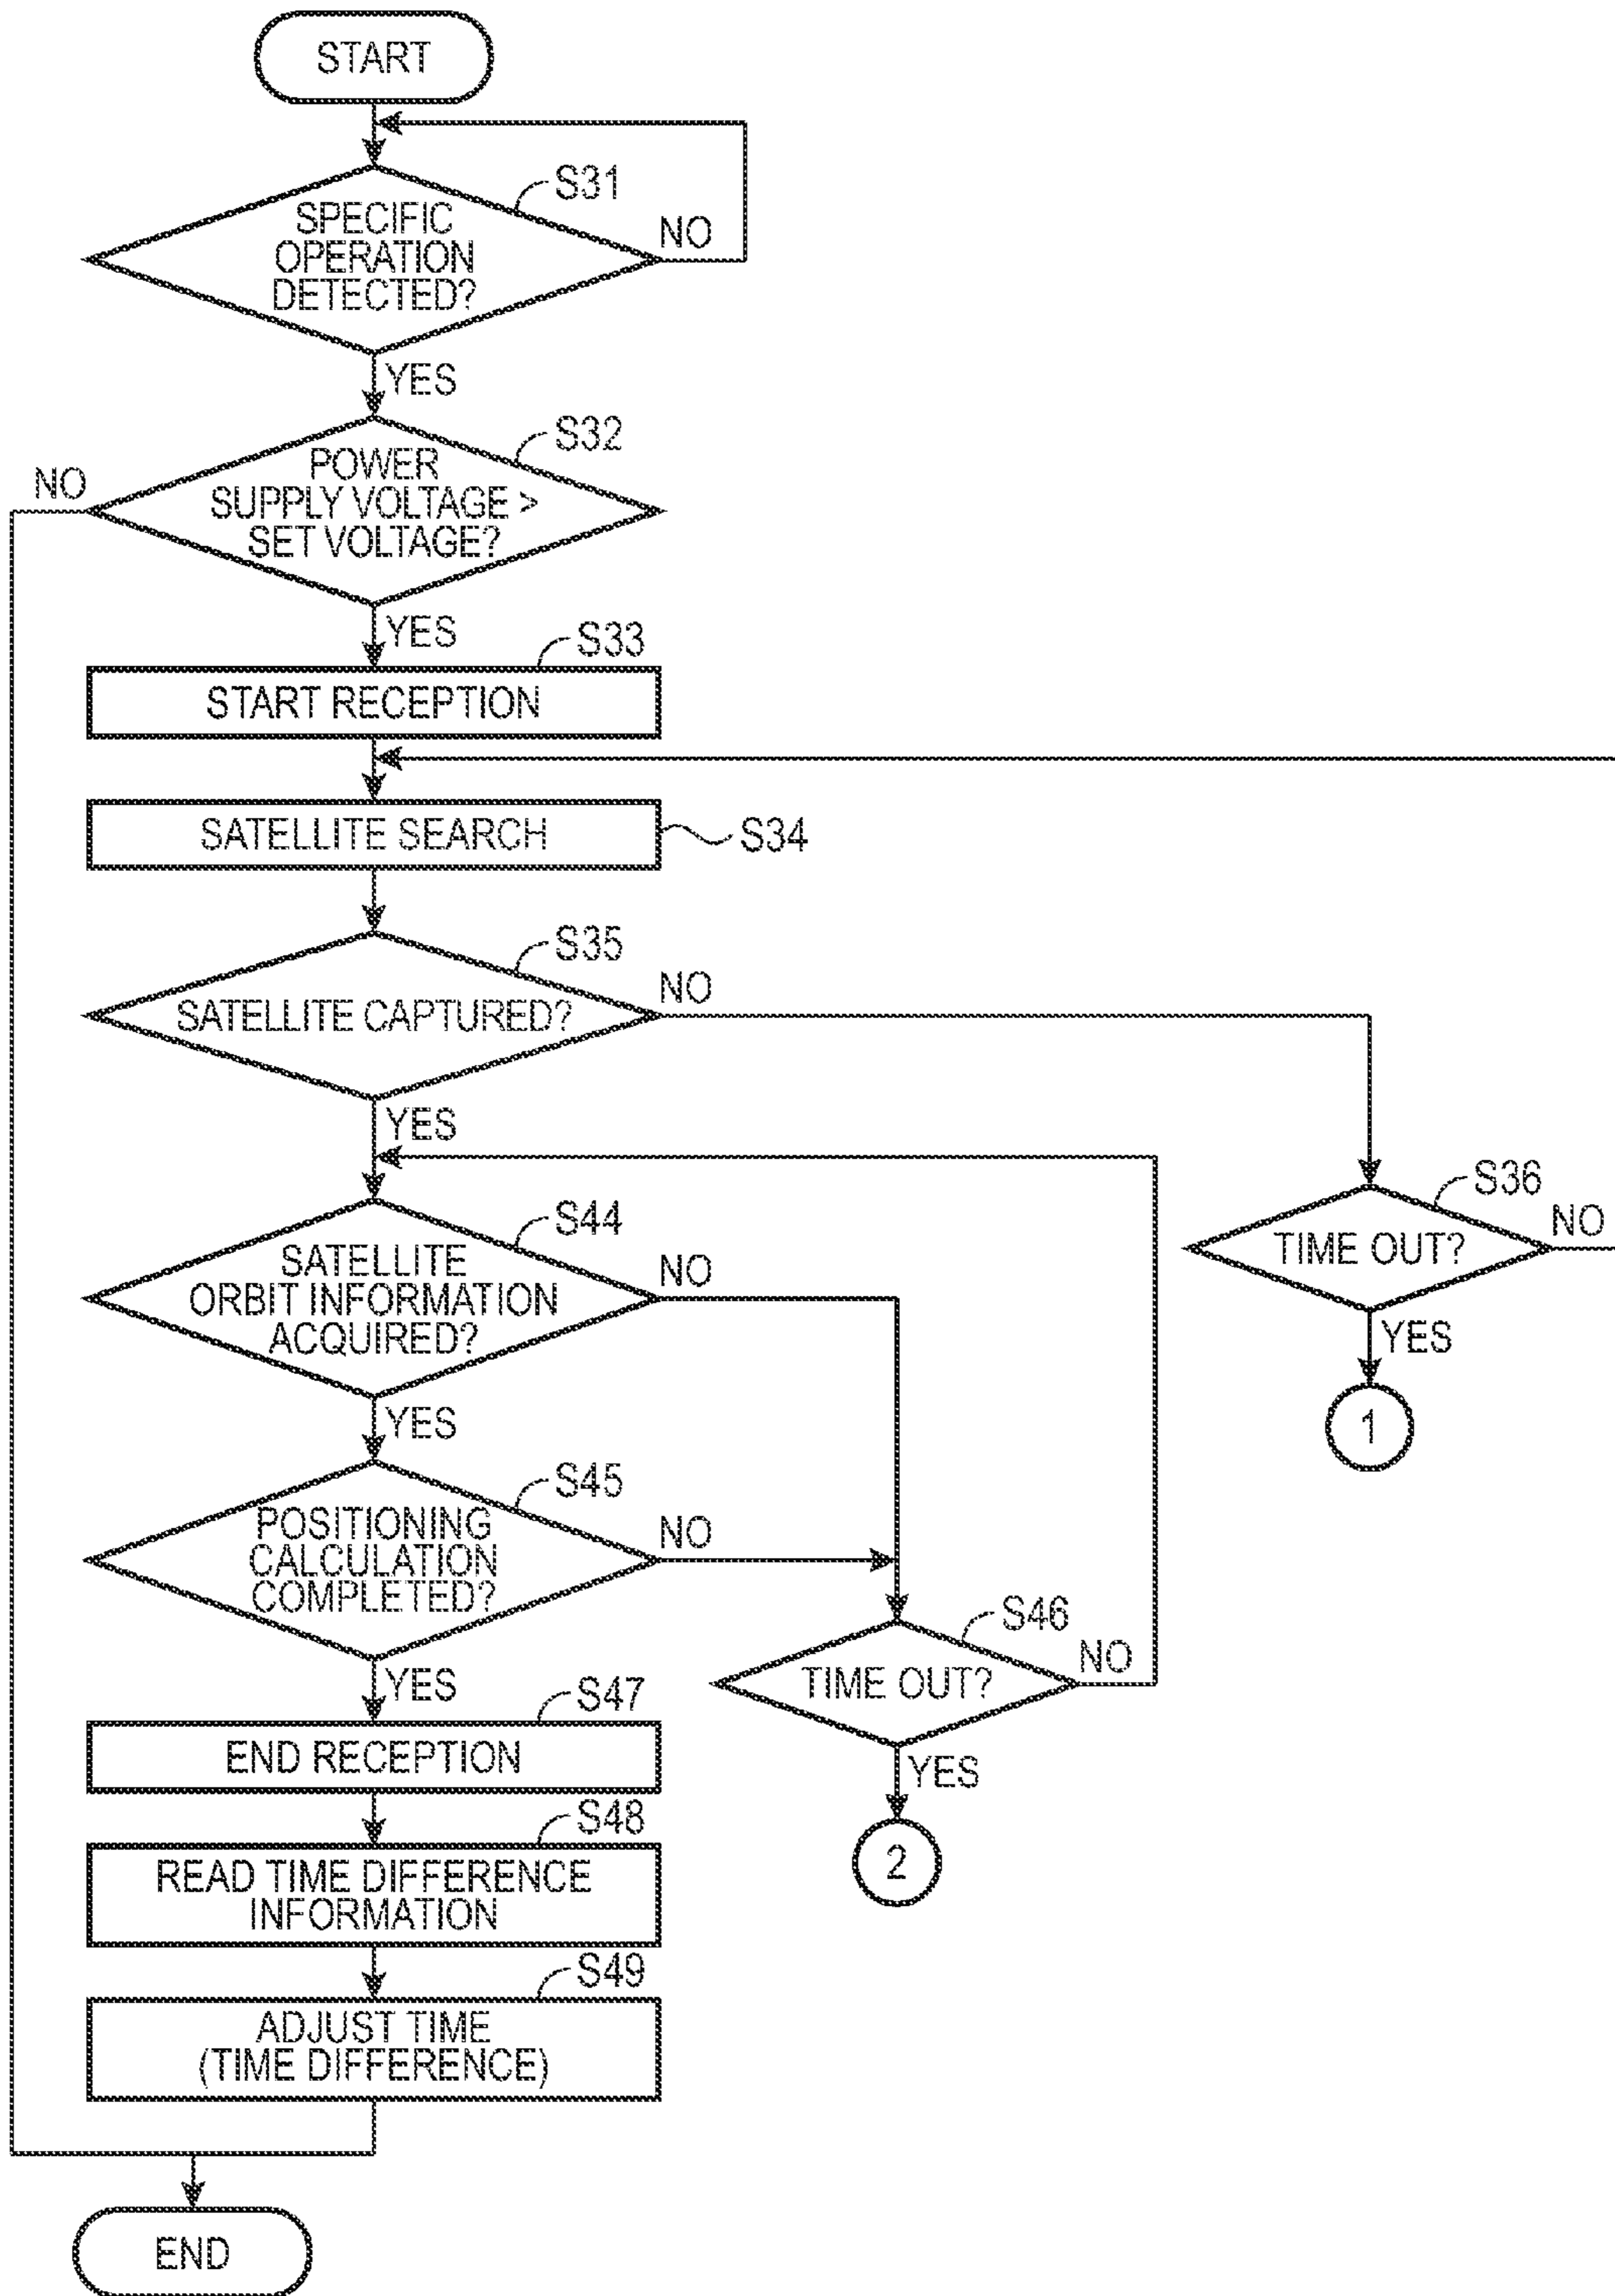 START
S31
SPECIFIC
OPERATION
DETECTED?
NO
YES
S32
NO
POWER
SUPPLY VOLTAGE >
SET VOLTAGE?
YES
S33
START RECEPTION
SATELLITE SEARCH
S34
S35
SATELLITE CAPTURED?
NO
YES
S36
TIME OUT?
NO
YES
1
S44
SATELLITE
ORBIT INFORMATION
ACQUIRED?
NO
YES
S45
POSITIONING
CALCULATION
COMPLETED?
NO
S46
TIME OUT?
NO
YES
2
YES
S47
END RECEPTION
S48
READ TIME DIFFERENCE
INFORMATION
S49
ADJUST TIME
(TIME DIFFERENCE)
END